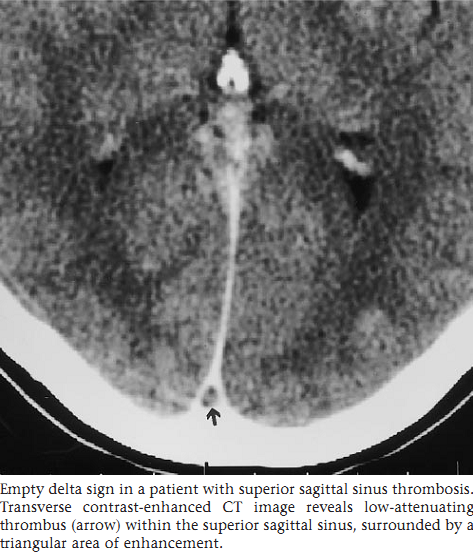 Empty delta sign in a patient with superior sagittal sinus thrombosis.
Transverse contrast-enhanced CT image reveals low-attenuating
thrombus (arrow) within the superior sagittal sinus, surrounded by a
triangular area of enhancement.